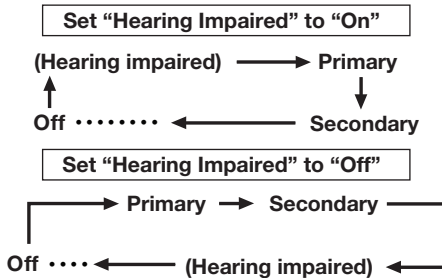 Set “Hearing Impaired” to “On”
(Hearing impaired) Primary
Off Secondary
Set “Hearing Impaired” to “Off”
Primary Secondary
Off (Hearing impaired)